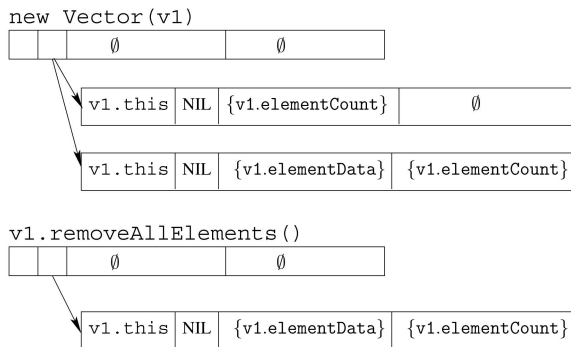 new Vector(v1)
∅ ∅
v1.this NIL {v1.elementCount} ∅
v1.this NIL {v1.elementData} {v1.elementCount}
v1.removeAllElements()
∅ ∅
v1.this NIL {v1.elementData} {v1.elementCount}